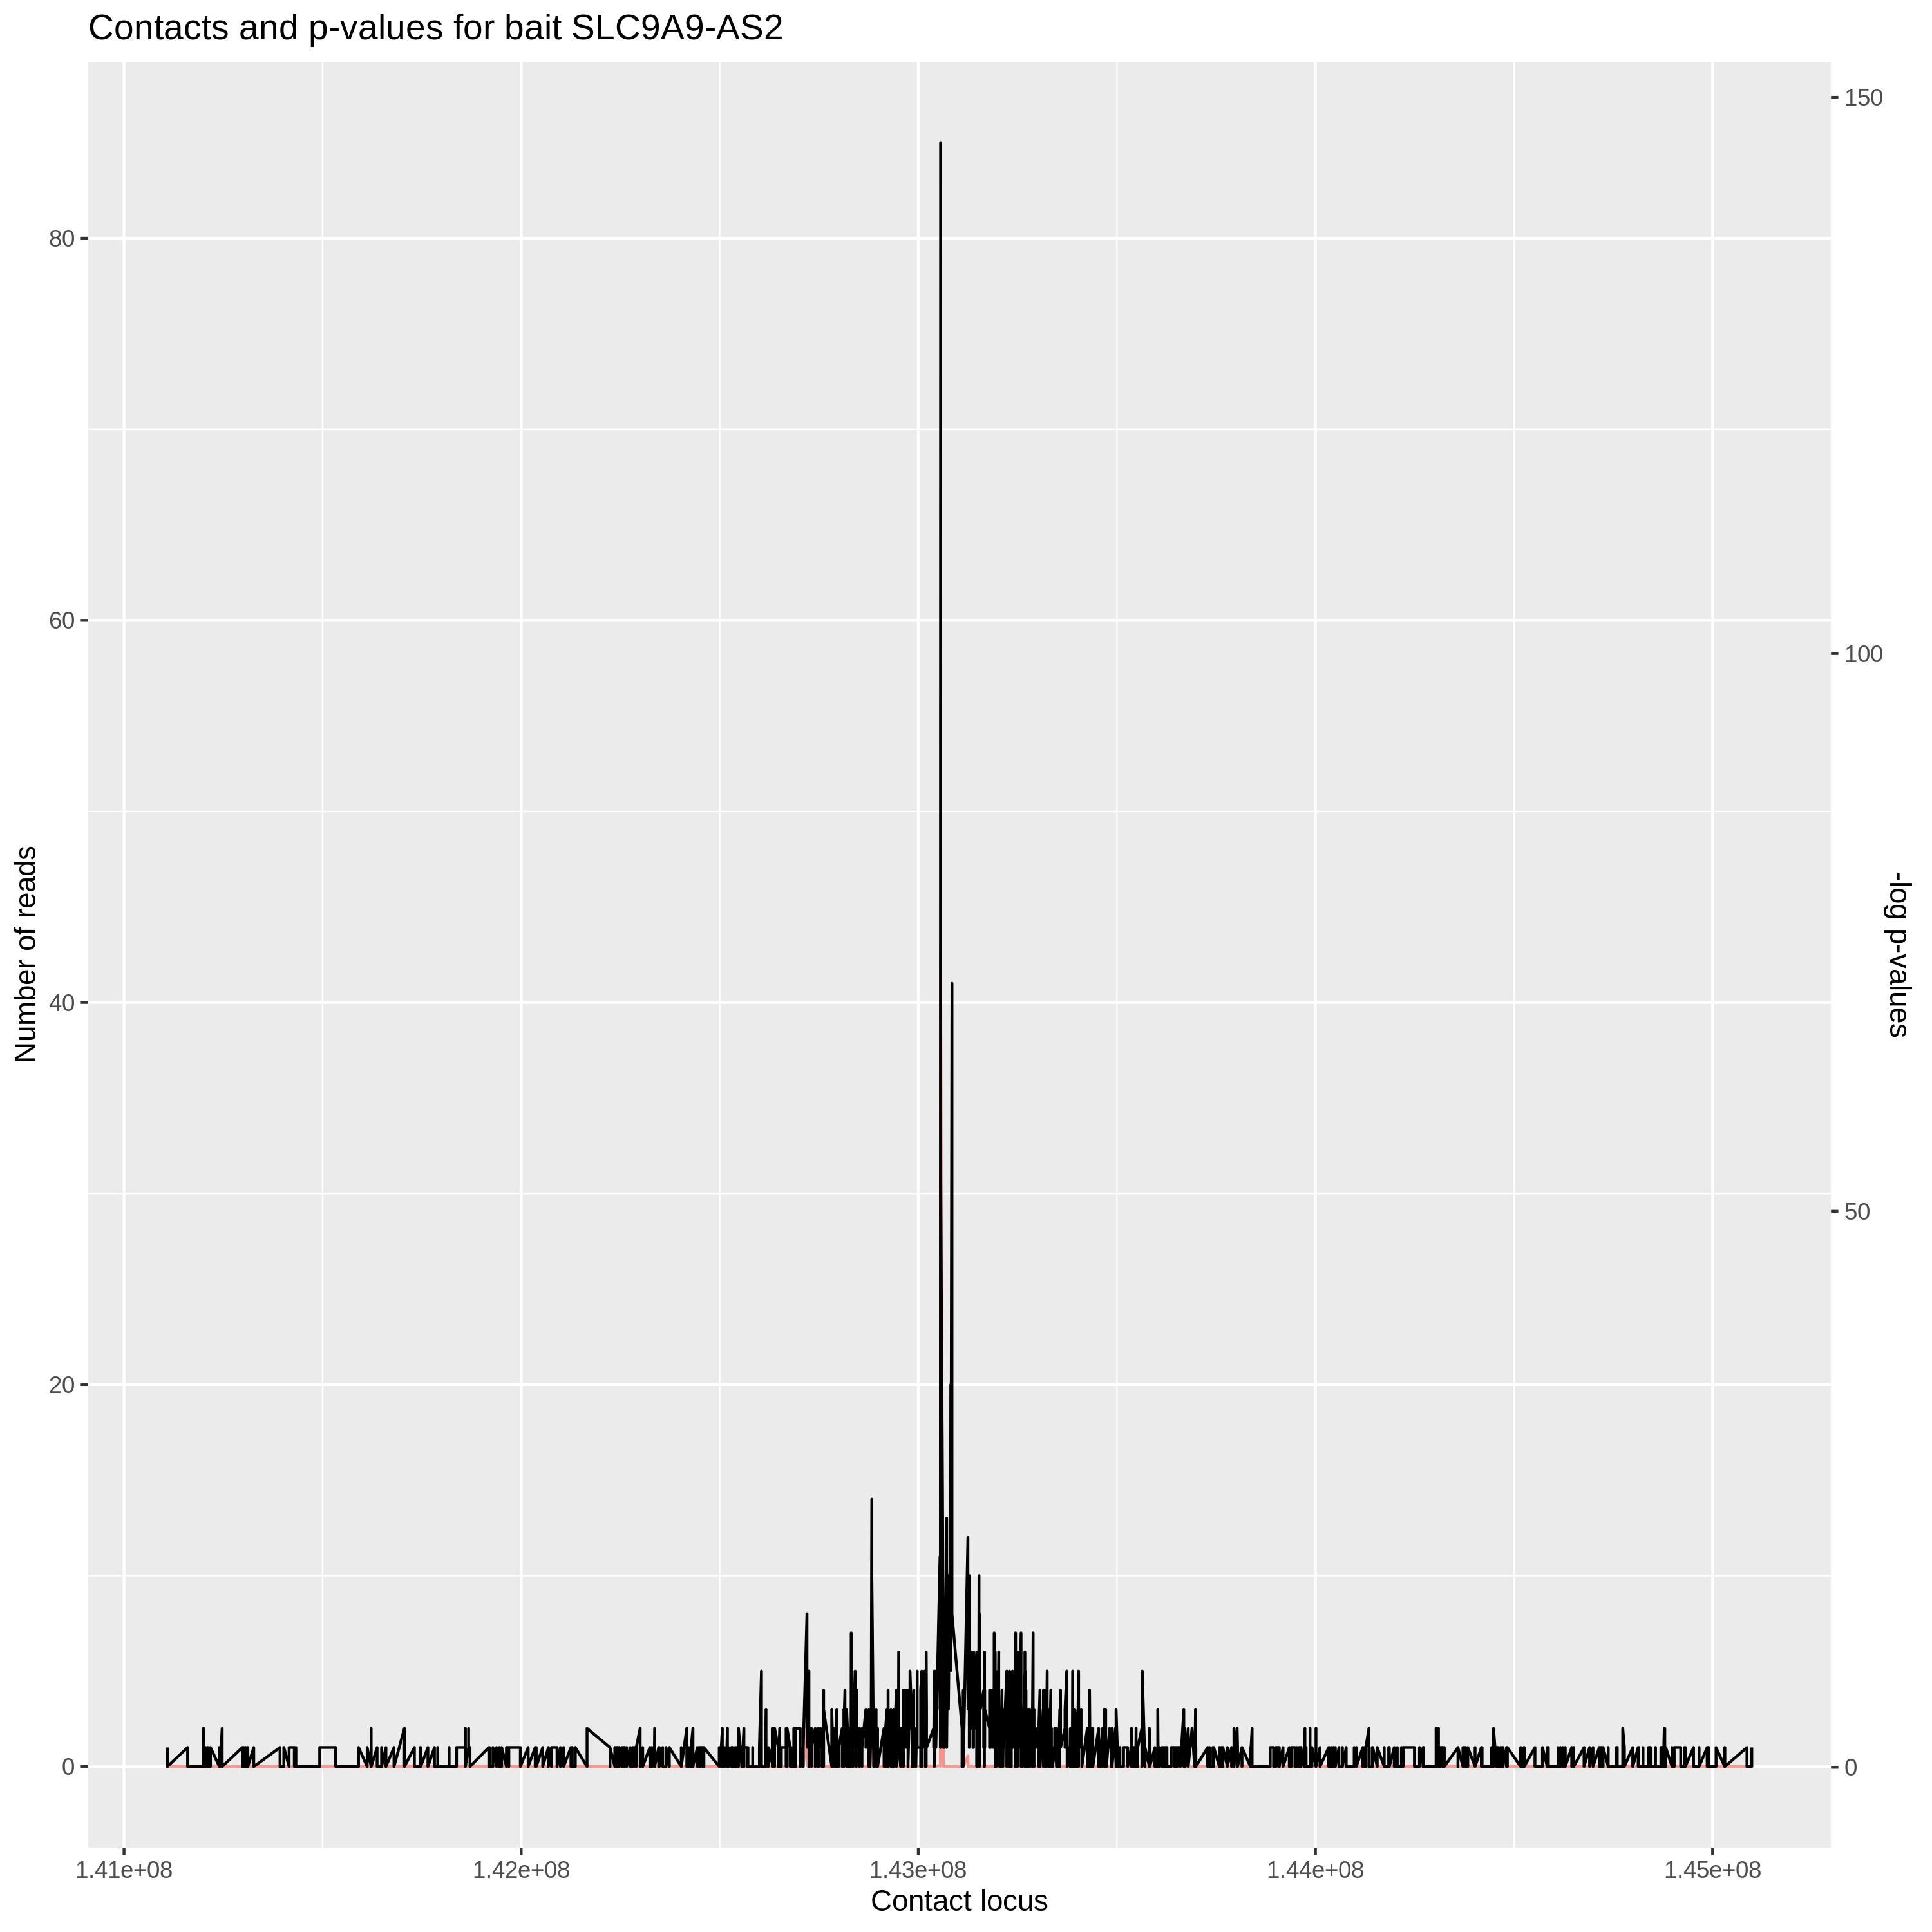 Contacts and p-values for bait SLC9A9-AS2
Number of reads
80
60
40
20
0
150
100
50
0
-log p-values
1.41e+08 1.42e+08 1.43e+08 1.44e+08 1.45e+08
Contact locus